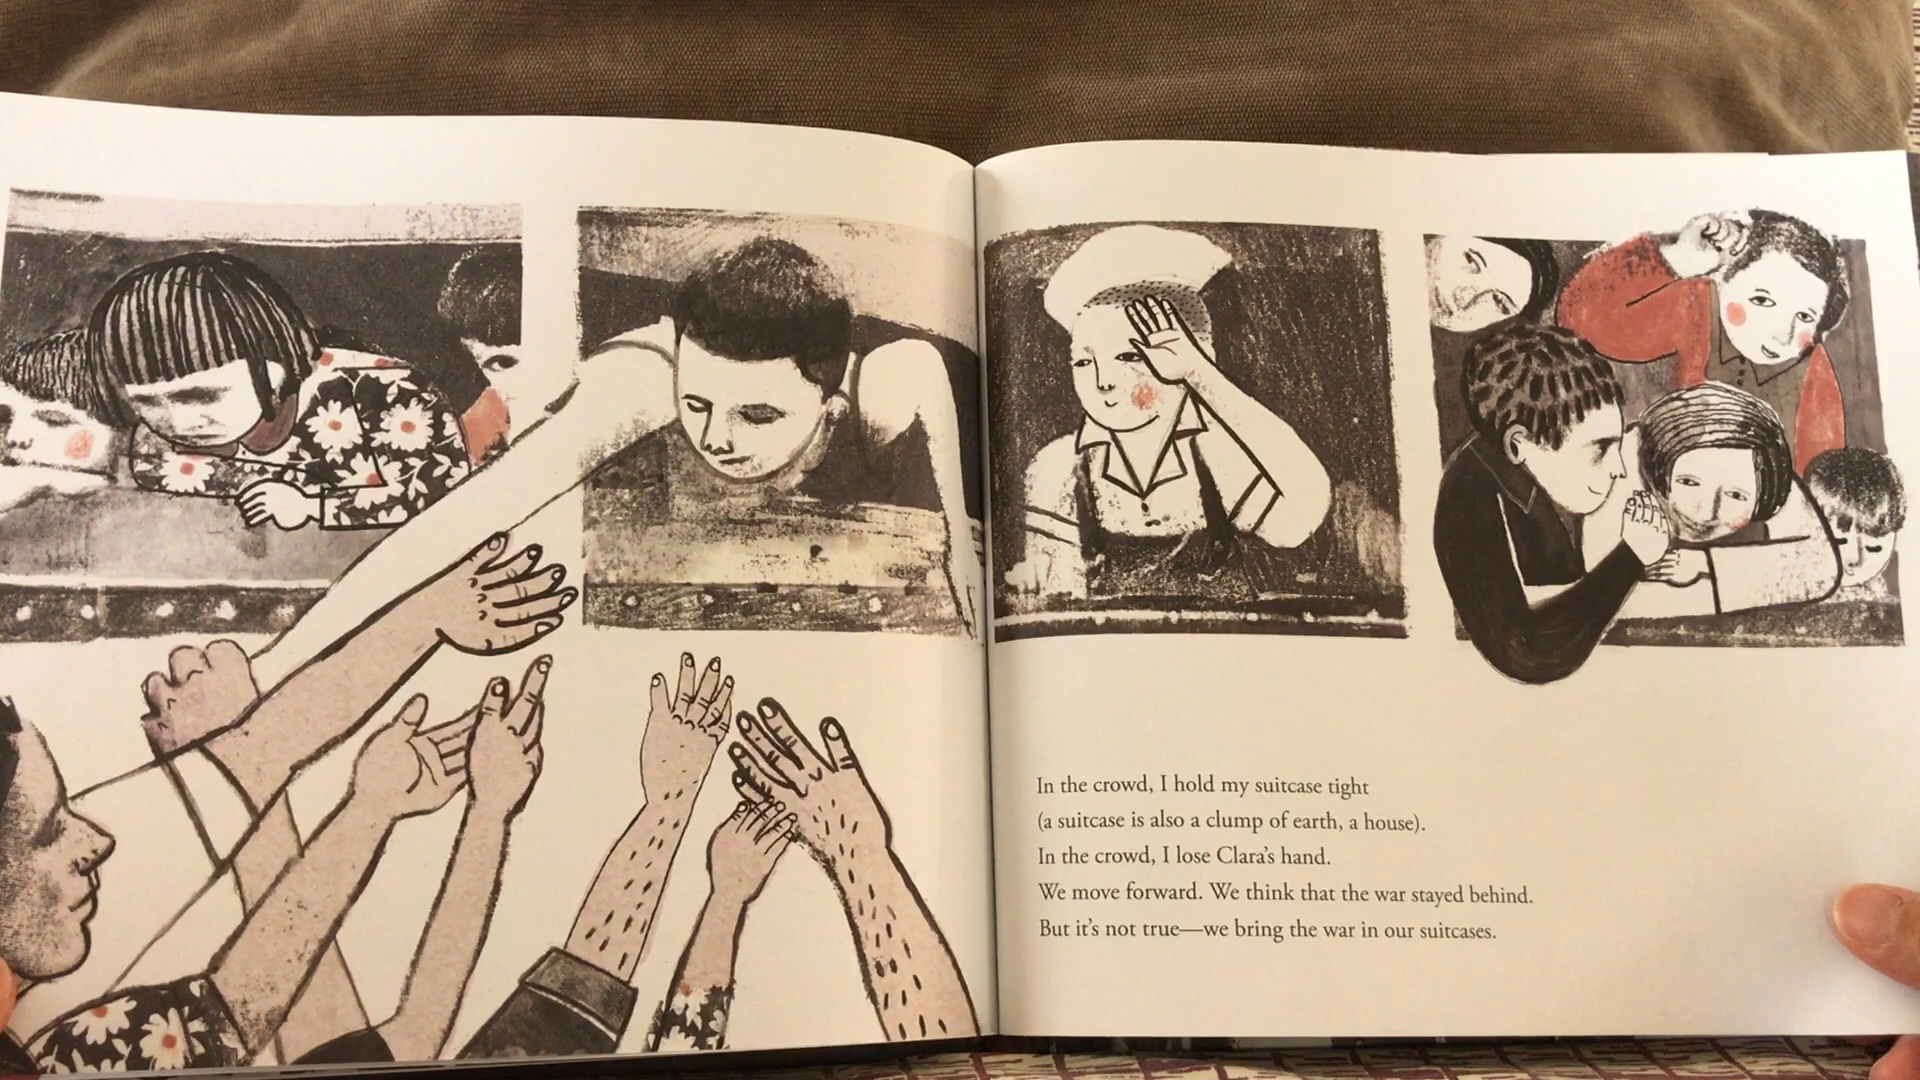 In the crowd, I hold my suitcase tight
(a suitcase is also a clump of earth, a house).
In the crowd, I lose Clara’s hand.
We move forward. We think that the war stayed behind.
But it’s not true—we bring the war in our suitcases.